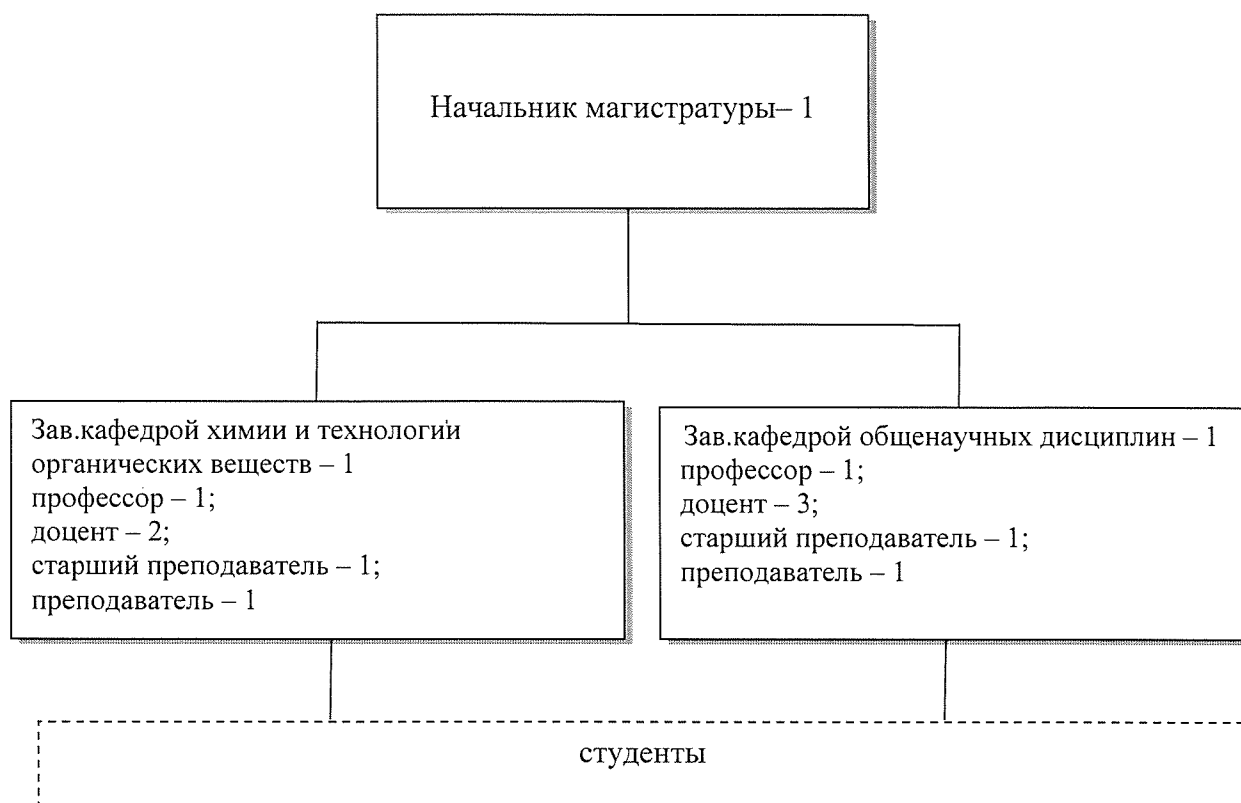 Начальник магистратуры– 1
Зав.кафедрой химии и технологии
органических веществ – 1
профессор – 1;
доцент – 2;
старший преподаватель – 1;
преподаватель – 1
Зав.кафедрой общенаучных дисциплин – 1
профессор – 1;
доцент – 3;
старший преподаватель – 1;
преподаватель – 1
студенты